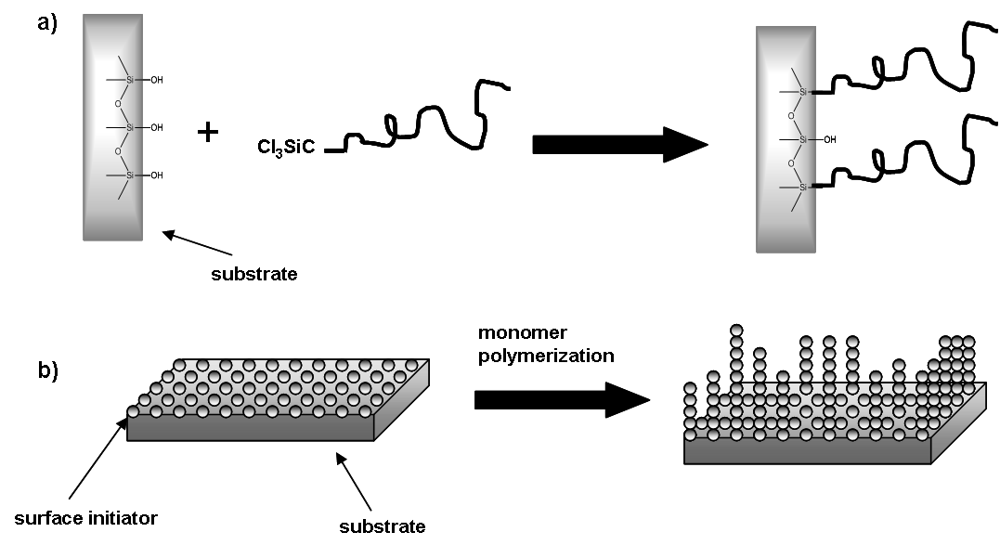 a)
Si
OH
O
Si
OH
O
Si
OH
+
Cl₃SiC
Si
O
Si
OH
O
Si
substrate
monomer
polymerization
b)
surface initiator
substrate